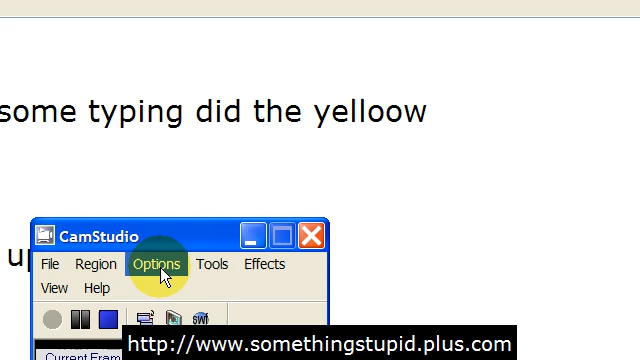 some typing did the yelloow
up
CamStudio
File Region Options Tools Effects
View Help
Current Fram
http://www.somethingstupid.plus.com